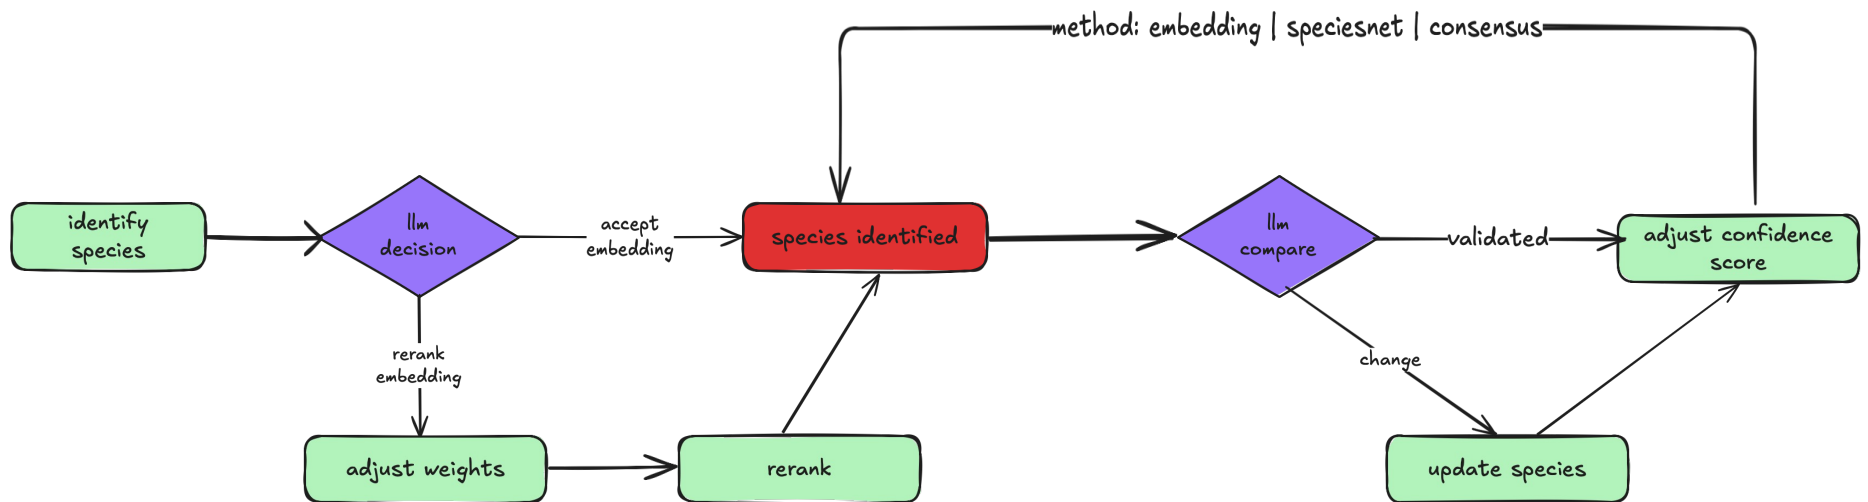 method: embedding | speciesnet | consensus
identify
species
llm
decision
accept
embedding
species identified
llm
compare
validated
adjust confidence
score
rerank
embedding
change
adjust weights
rerank
update species